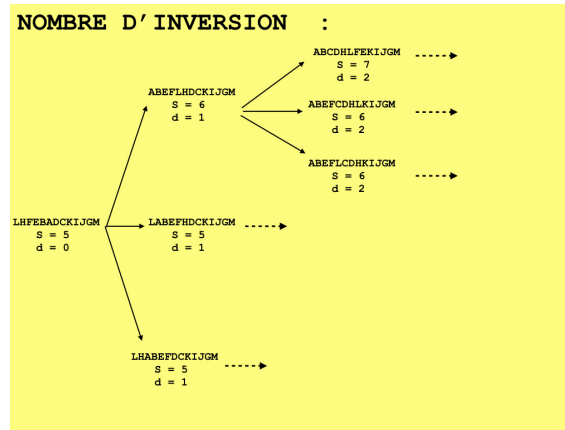 NOMBRE D'INVERSION :
ABCDHLFEKIJGM
S = 7
d = 2
ABEFLHDCKIJGM
S = 6
d = 1
ABEFCDHLKIJGM
S = 6
d = 2
ABEFLCDHKIJGM
S = 6
d = 2
LHFEBADCKIJGM
S = 5
d = 0
LABEFHDCKIJGM
S = 5
d = 1
LHABEFDCKIJGM
S = 5
d = 1